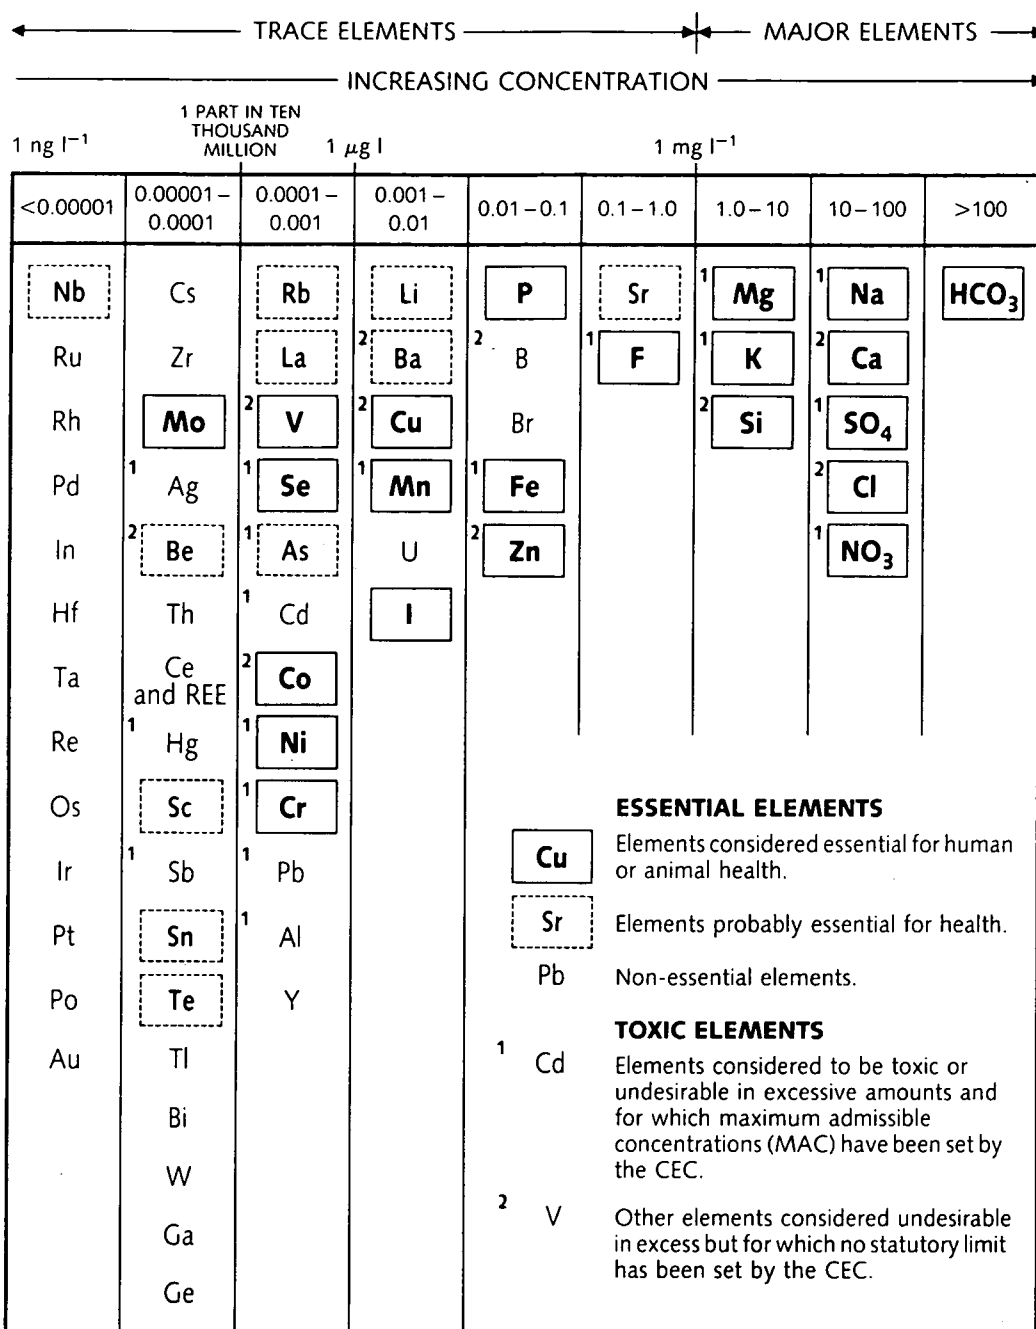 TRACE ELEMENTS MAJOR ELEMENTS
INCREASING CONCENTRATION
1 PART IN TEN
THOUSAND
MILLION
1 ng l⁻¹ 1 μg l 1 mg l⁻¹
<0.00001 0.00001– 0.0001 0.0001– 0.001 0.001– 0.01 0.01–0.1 0.1–1.0 1.0–10 10–100 >100
Nb Cs Rb Li P Sr 1 Mg 1 Na HCO₃
Ru Zr La 2 Ba 2 B 1 F 1 K 2 Ca
Rh Mo 2 V 2 Cu Br 2 Si 1 SO₄
Pd 1 Ag 1 Se 1 Mn 1 Fe 2 Cl
In 2 Be 1 As U 2 Zn 1 NO₃
Hf Th 1 Cd I
Ta Ce and REE 2 Co
Re 1 Hg 1 Ni
Os Sc 1 Cr
Ir 1 Sb 1 Pb
Pt Sn 1 Al
Po Te Y
Au Tl
Bi
W
Ga
Ge
ESSENTIAL ELEMENTS
Cu Elements considered essential for human
or animal health.
Sr Elements probably essential for health.
Pb Non-essential elements.
TOXIC ELEMENTS
1 Cd Elements considered to be toxic or
undesirable in excessive amounts and
for which maximum admissible
concentrations (MAC) have been set by
the CEC.
2 V Other elements considered undesirable
in excess but for which no statutory limit
has been set by the CEC.